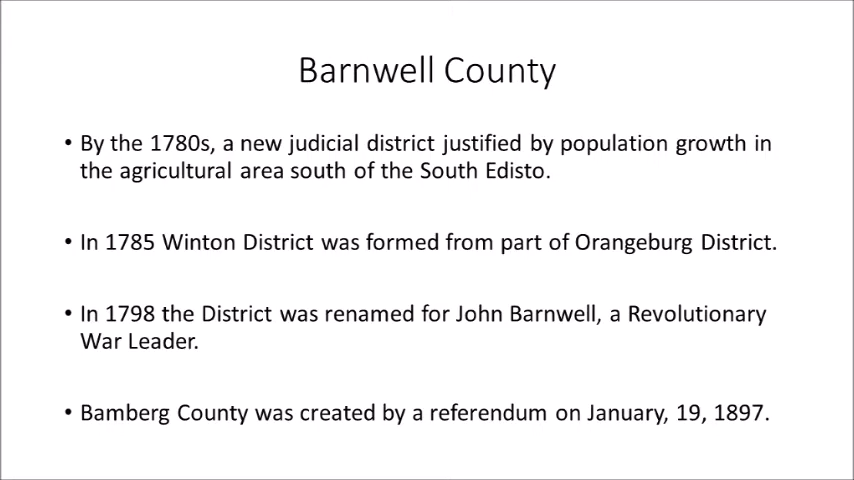 Barnwell County
• By the 1780s, a new judicial district justified by population growth in
the agricultural area south of the South Edisto.
• In 1785 Winton District was formed from part of Orangeburg District.
• In 1798 the District was renamed for John Barnwell, a Revolutionary
War Leader.
• Bamberg County was created by a referendum on January, 19, 1897.